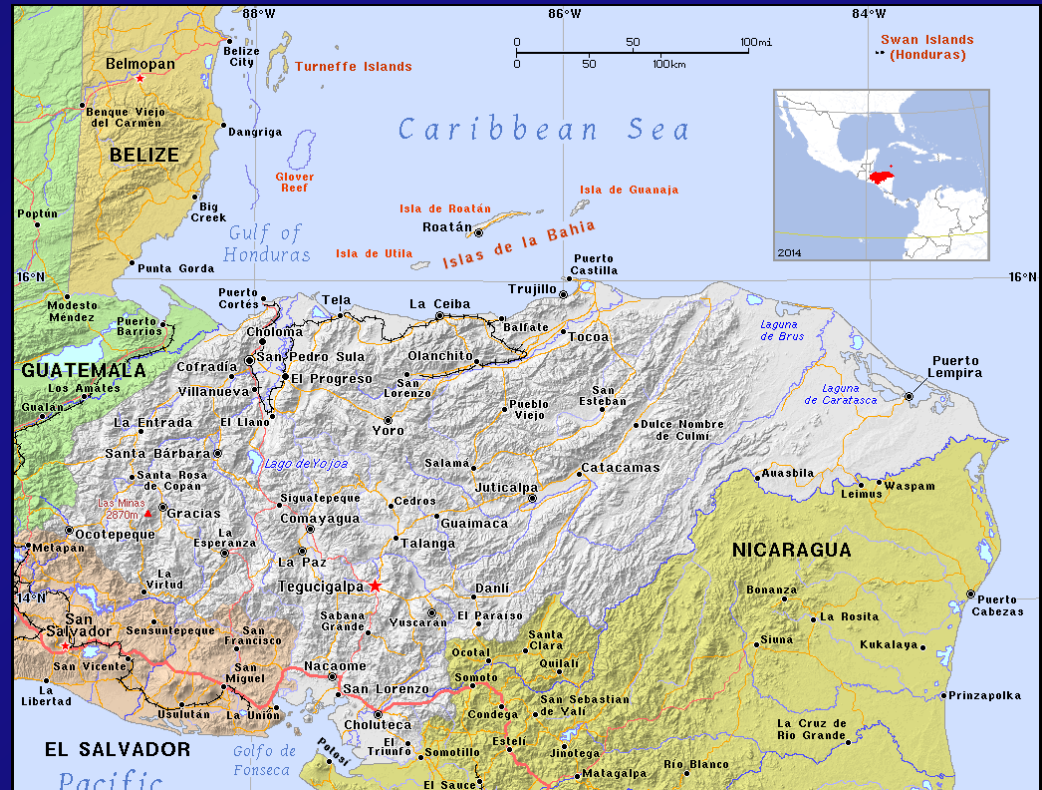 88°W
86°W
84°W
Belize
City
Belmopan
Turneffe Islands
0 50 100mi
0 50 100km
Swan Islands
(Honduras)
Benque Viejo
del Carmen
Dangriga
BELIZE
Caribbean Sea
Glover
Reef
Isla de Guanaja
Poptún
Big
Creek
Isla de Roatán
Roatán
Gulf of
Honduras
Isla de Utila
Islas de la Bahia
2014
Punta Gorda
Puerto
Castilla
16°N
16°N
Modesto
Méndez
Puerto
Cortés
Tela
La Ceiba
Trujillo
Puerto
Barrios
Choloma
Balfate
Tocoa
Laguna
de Brus
GUATEMALA
San Pedro Sula
Cofradía
Olanchito
Puerto
Lempira
Los Amates
El Progreso
Villanueva
San
Lorenzo
San
Esteban
Laguna
de Caratasca
Gualán
El Llano
Pueblo
Viejo
La Entrada
Yoro
Dulce Nombre
de Culmí
Santa Bárbara
Lago de Yojoa
Salamá
Catacamas
Santa Rosa
de Copán
Auasbila
Leimus
Waspam
Las Minas
2870m
Gracias
Siguatepeque
Cedros
Juticalpa
Comayagua
Guaimaca
Ocotepeque
La
Esperanza
Talanga
Metapán
La Paz
NICARAGUA
La
Virtud
Tegucigalpa
Danlí
Bonanza
14°N
Puerto
Cabezas
San
Salvador
Sensuntepeque
San
Francisco
Sabana
Grande
Yuscarán
El Paraíso
La Rosita
Santa
Clara
Siuna
Kukalaya
San Vicente
San
Miguel
Nacaome
Ocotal
Quilalí
Somoto
La
Libertad
San Lorenzo
Prinzapolka
Usulután
La Unión
Choluteca
Condega
San Sebastian
de Yalí
La Cruz de
Río Grande
EL SALVADOR
Golfo de
Fonseca
Potosí
El
Triunfo
Somotillo
Estelí
Jinotega
Río Blanco
Pacific
El Sauce
Matagalpa